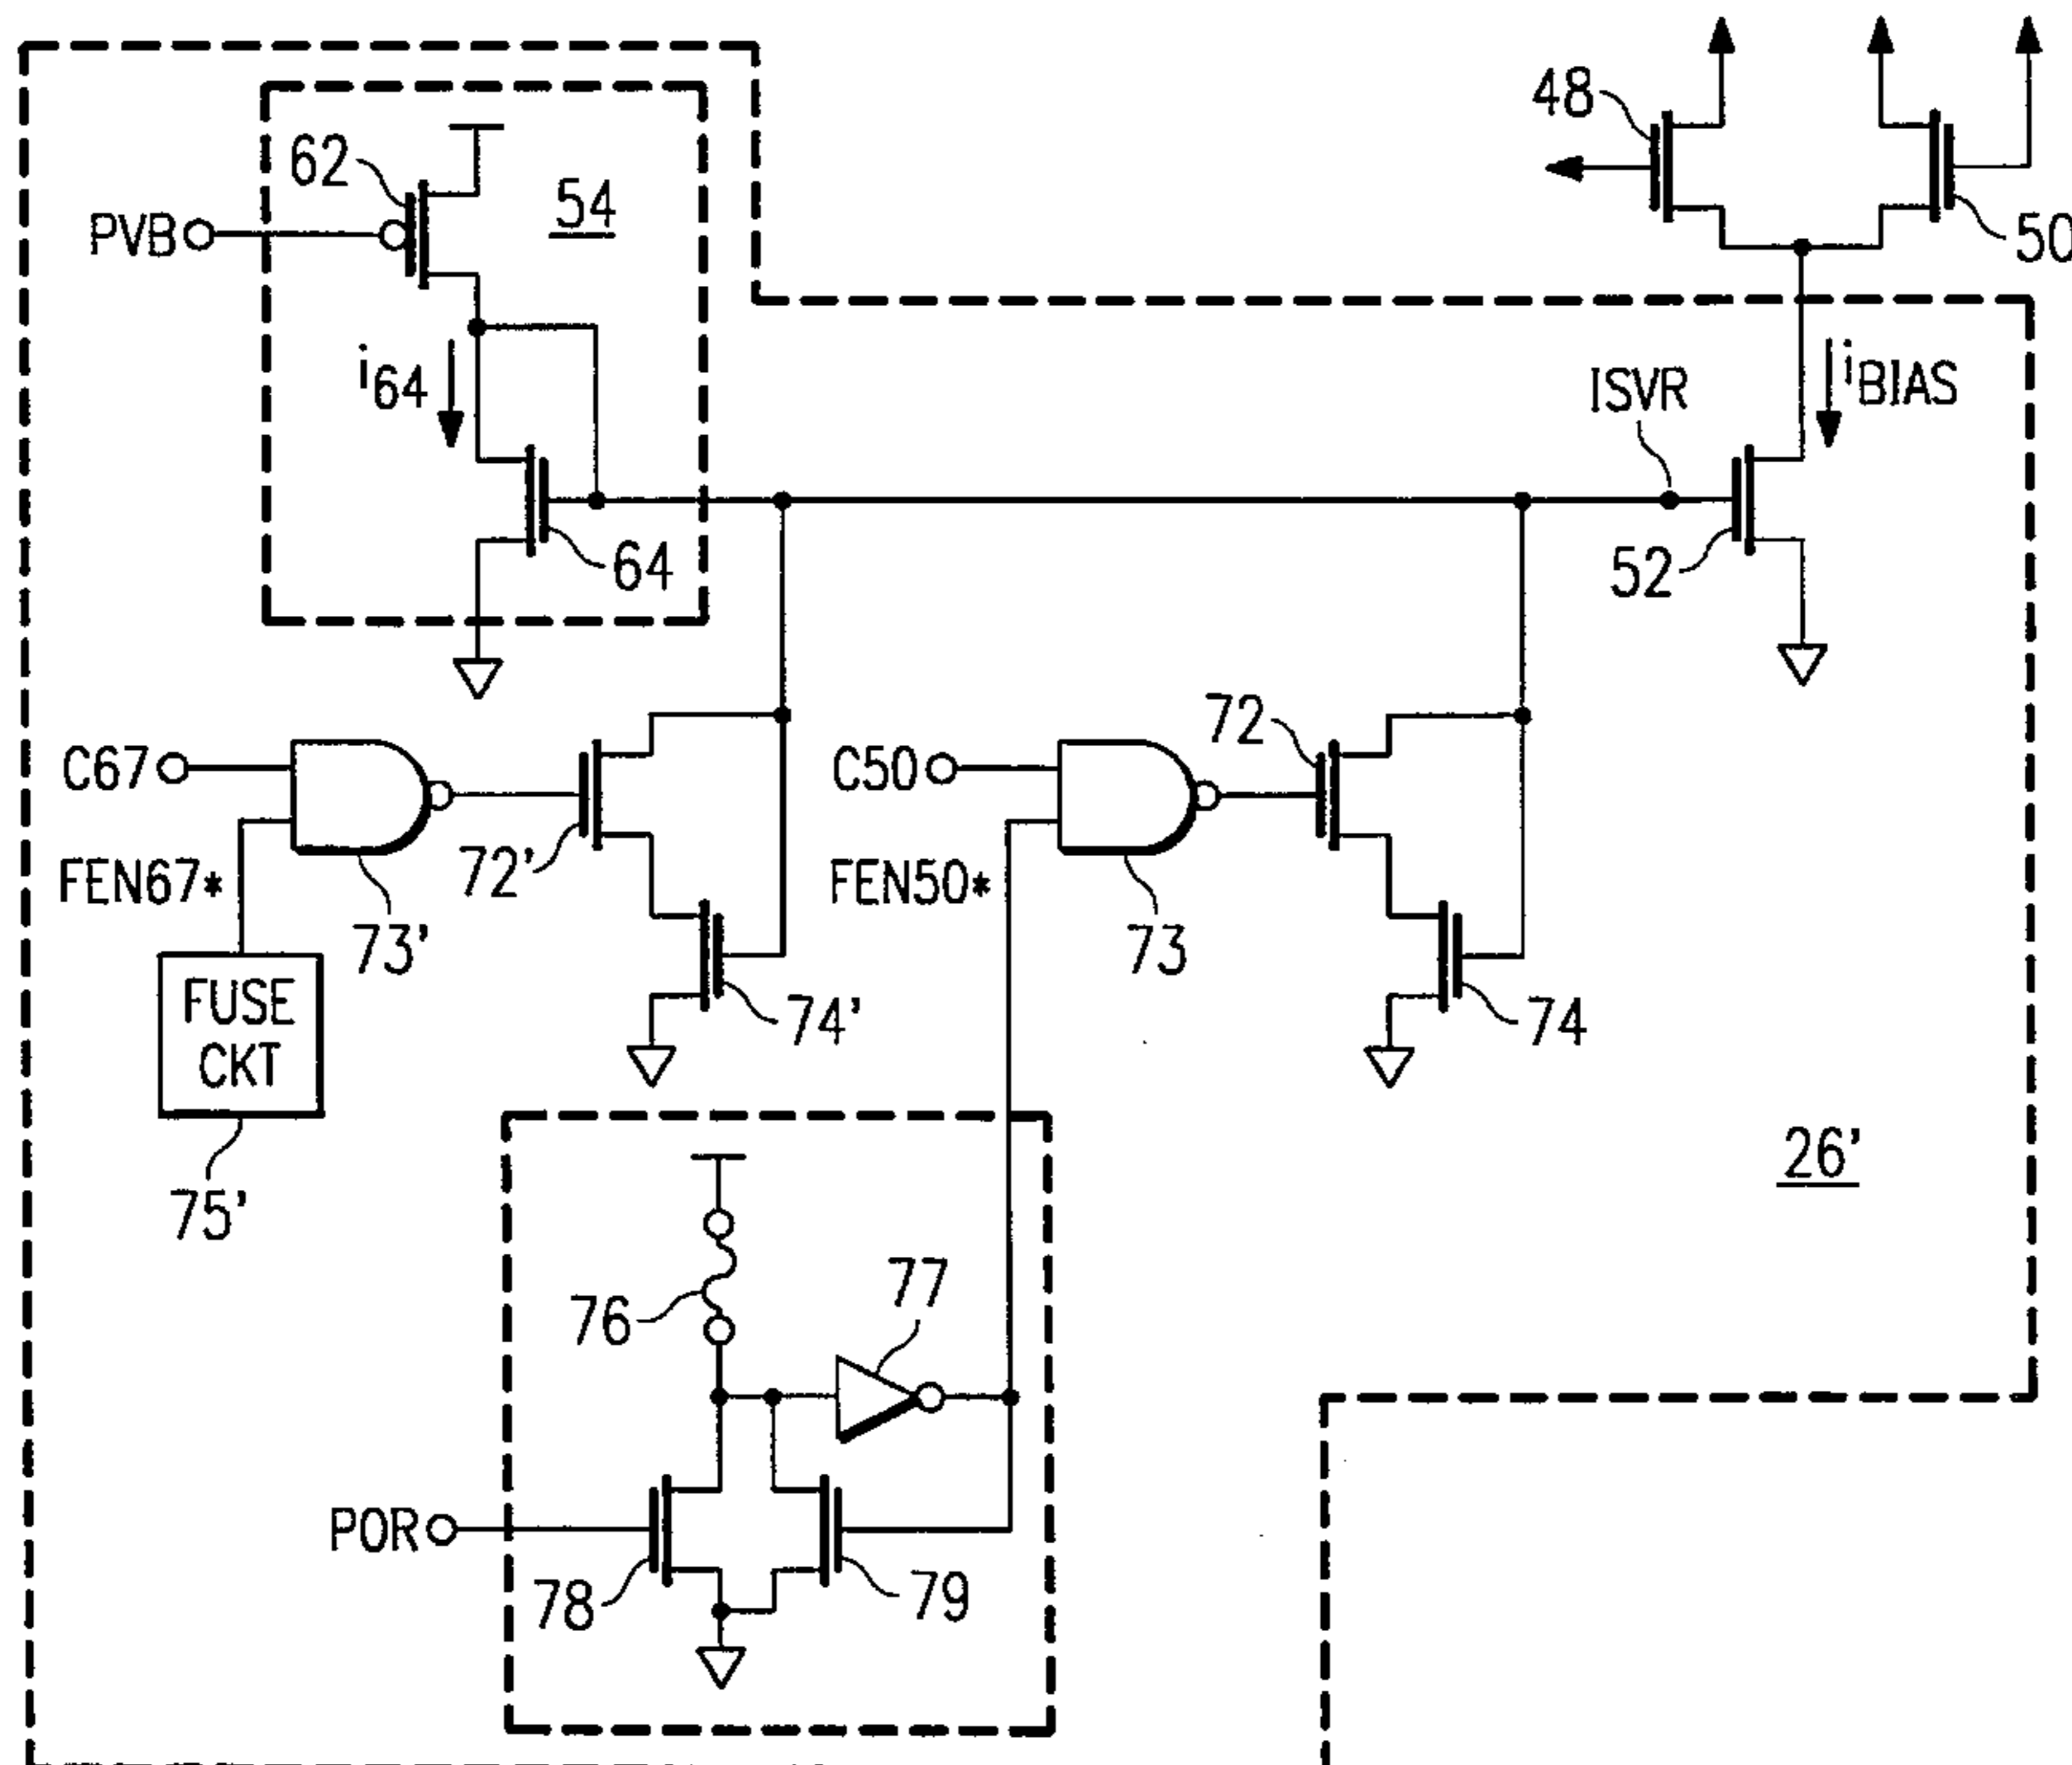 48
62
54
PVB
50
i64
ISVR
iBIAS
64
52
72
C67
C50
FEN67*
72'
FEN50*
73'
73
FUSE
CKT
74'
74
26'
75'
77
76
POR
78
79